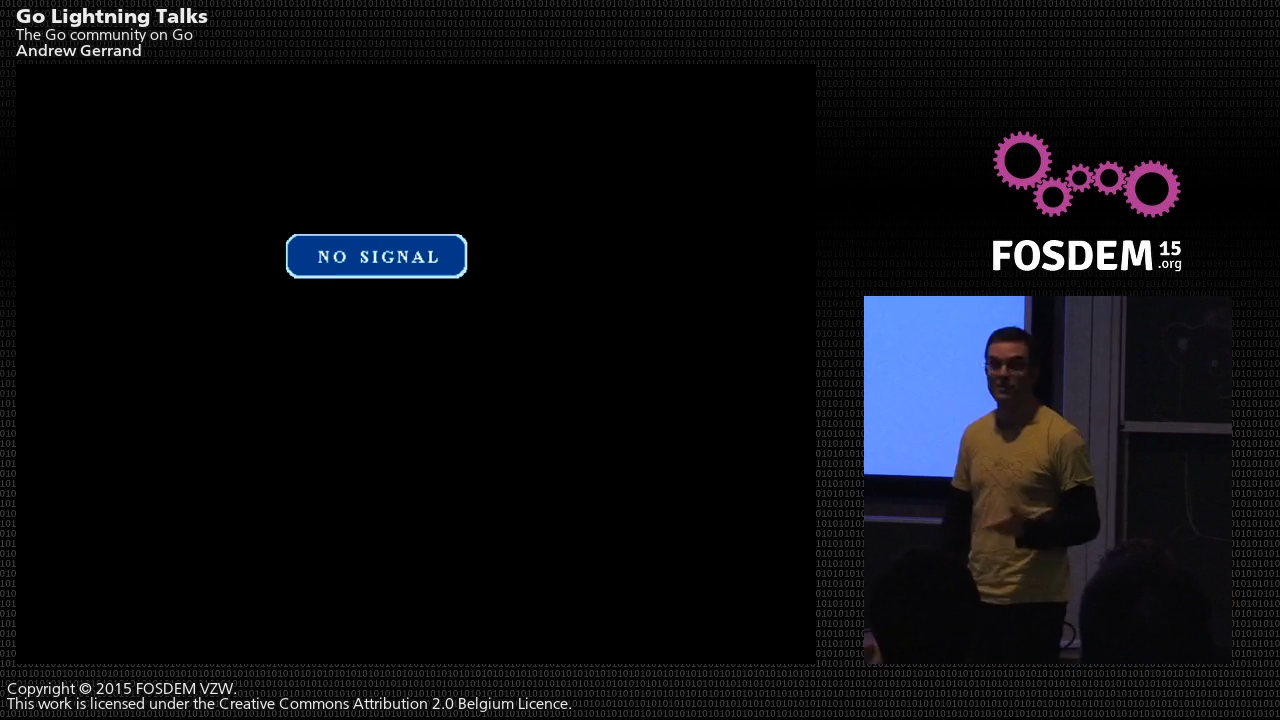 Go Lightning Talks
The Go community on Go
Andrew Gerrand
NO SIGNAL
FOSDEM 15
.org
Copyright © 2015 FOSDEM VZW.
This work is licensed under the Creative Commons Attribution 2.0 Belgium Licence.